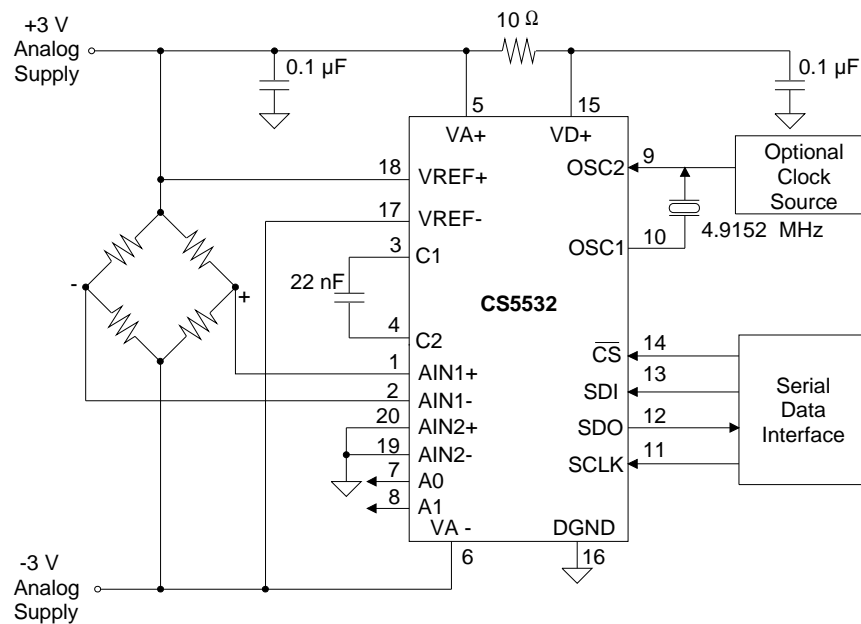 +3 V
Analog
Supply
10 Ω
0.1 µF
0.1 µF
5
15
VA+
VD+
18
VREF+
OSC2
9
Optional
Clock
Source
17
VREF-
3
C1
OSC1
10
4.9152 MHz
22 nF
CS5532
-
+
4
C2
CS
14
1
AIN1+
SDI
13
2
AIN1-
20
AIN2+
SDO
12
19
AIN2-
SCLK
11
Serial
Data
Interface
7
A0
8
A1
VA -
DGND
6
16
-3 V
Analog
Supply